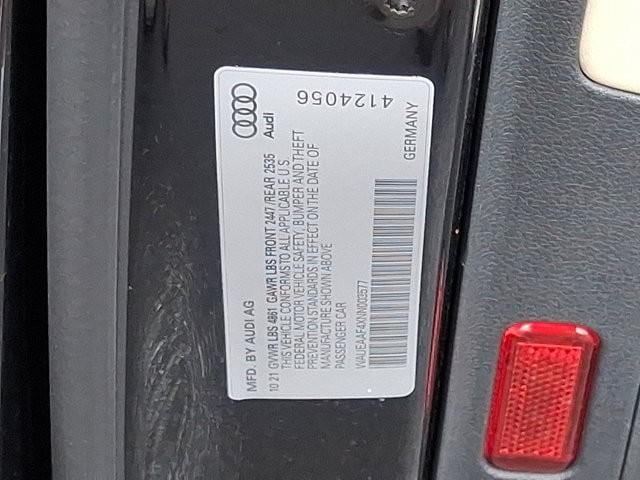 MFD. BY AUDI AG
Audi
10 21 GVWR LBS 4861 GAWR LBS FRONT 2447/REAR 2535
THIS VEHICLE CONFORMS TO ALL APPLICABLE U.S.
FEDERAL MOTOR VEHICLE SAFETY, BUMPER AND THEFT
PREVENTION STANDARDS IN EFFECT ON THE DATE OF
MANUFACTURE SHOWN ABOVE
PASSENGER CAR
WAUEAAF4XNN003577
GERMANY
4124056